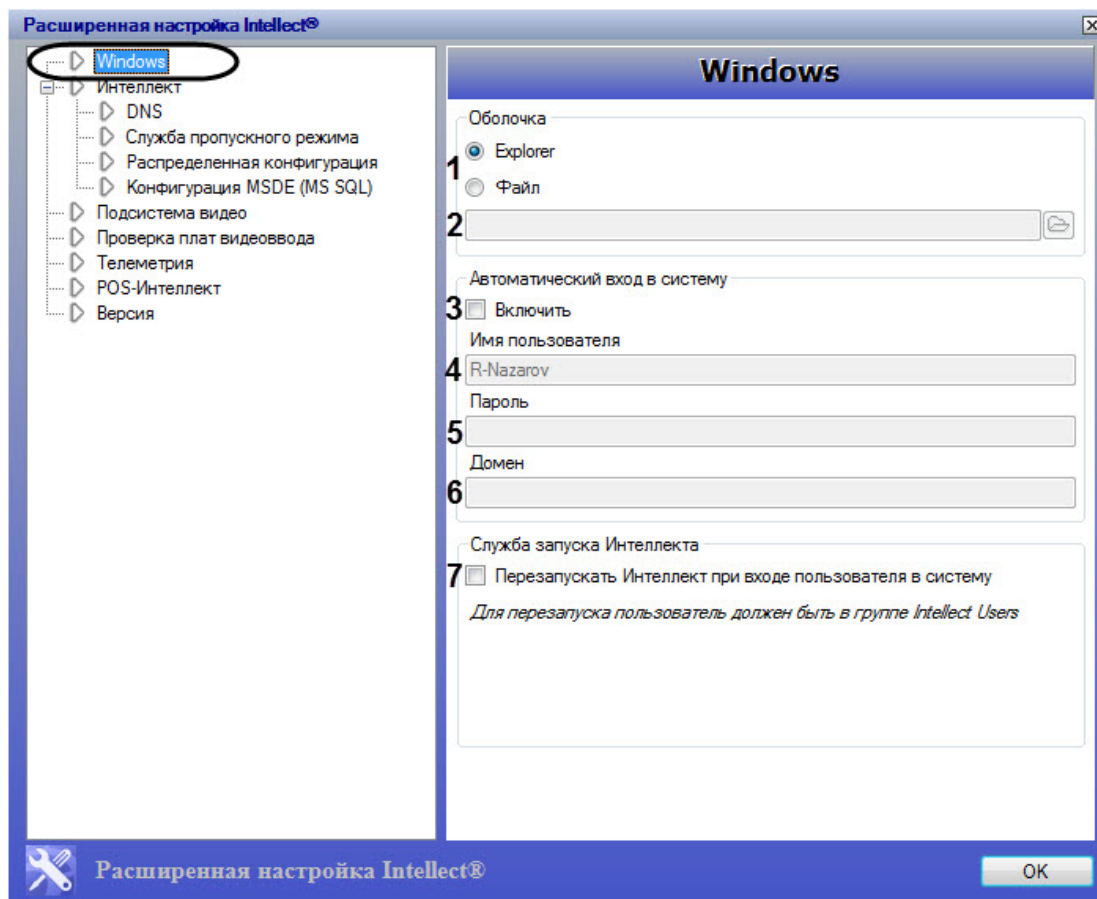 Расширенная настройка Intellect®
Windows
Интеллект
DNS
Служба пропускного режима
Распределенная конфигурация
Конфигурация MSDE (MS SQL)
Подсистема видео
Проверка плат видеоввода
Телеметрия
POS-Интеллект
Версия
Windows
Оболочка
1
Explorer
Файл
2
Автоматический вход в систему
3 Включить
Имя пользователя
4 R-Nazarov
Пароль
5
Домен
6
Служба запуска Интеллекта
7 Перезапускать Интеллект при входе пользователя в систему
Для перезапуска пользователь должен быть в группе Intellect Users
Расширенная настройка Intellect®
OK